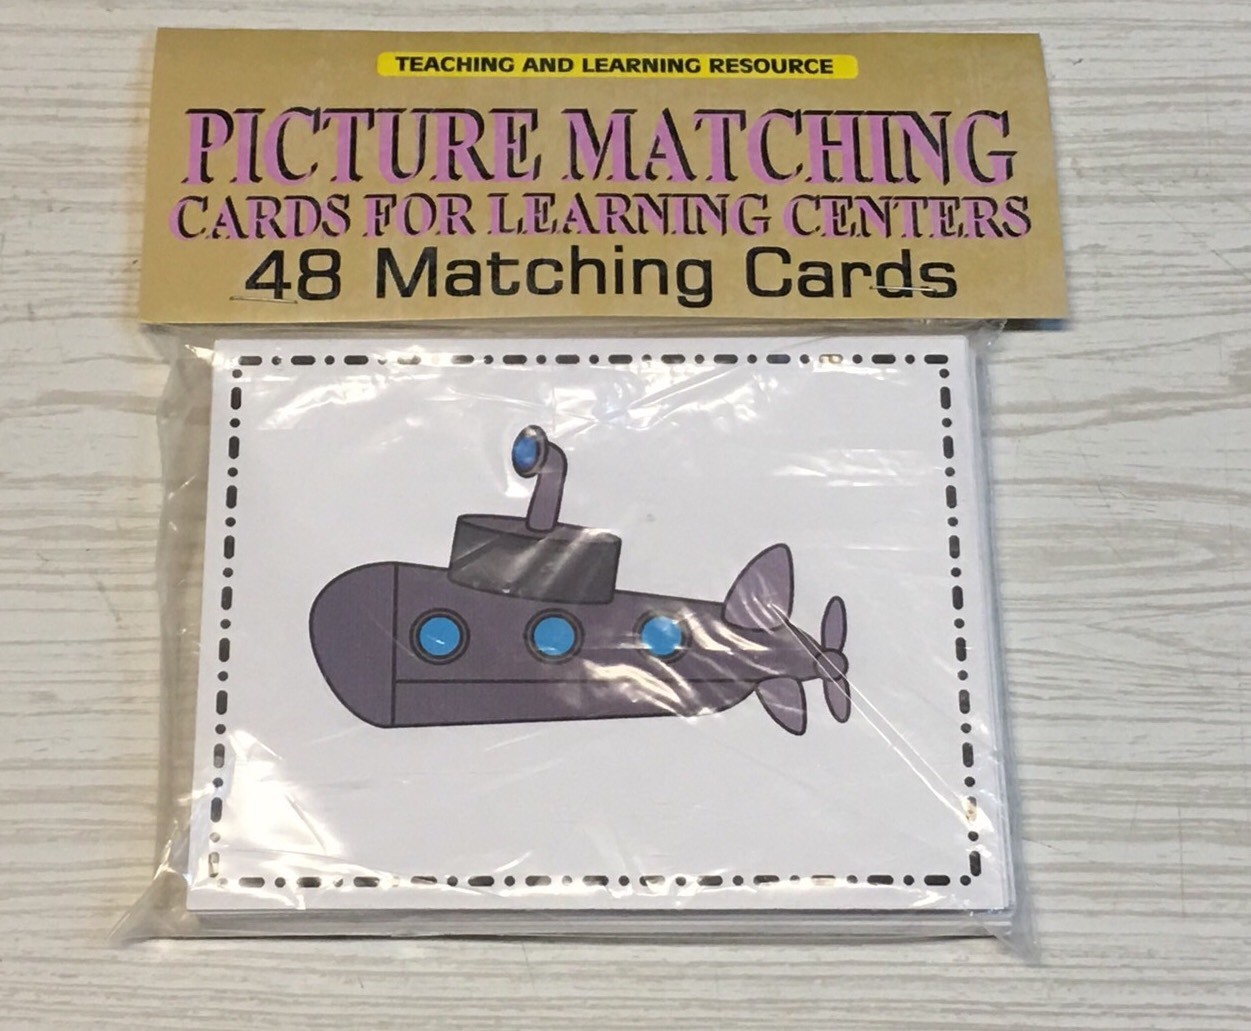 TEACHING AND LEARNING RESOURCE
PICTURE MATCHING
CARDS FOR LEARNING CENTERS
48 Matching Cards